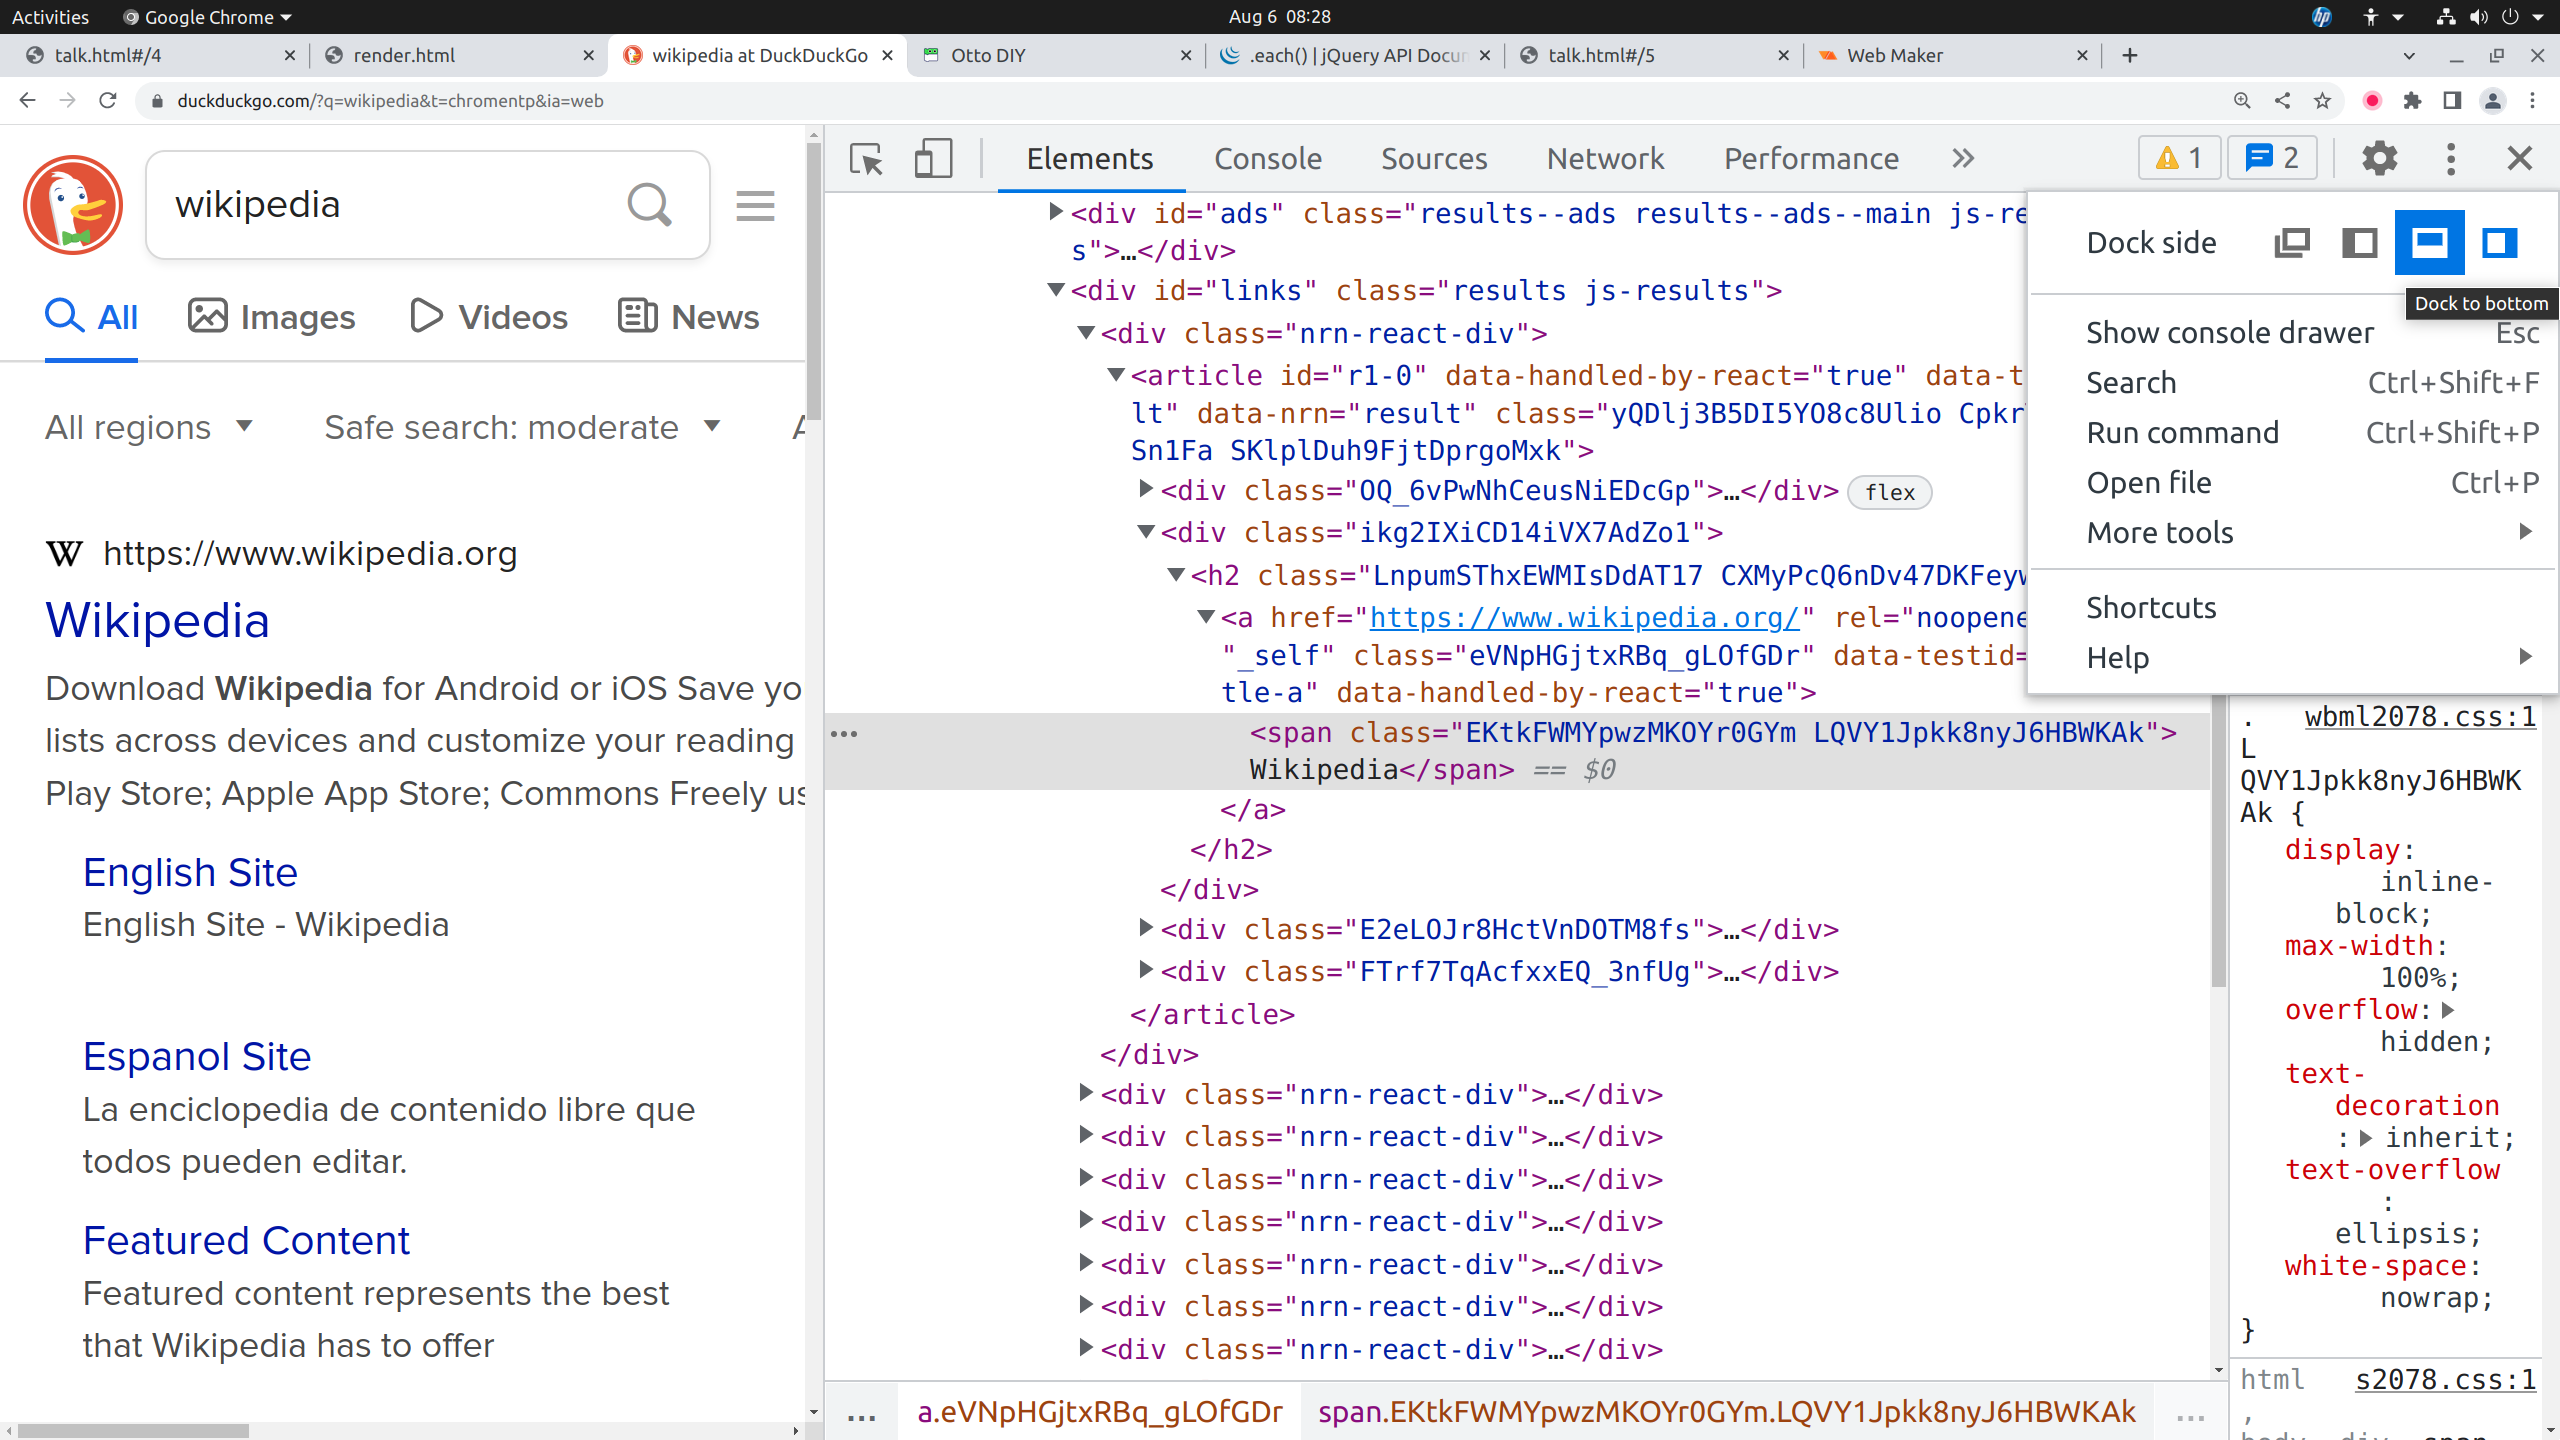 Activities Google Chrome Aug 6 08:28
talk.html#/4 render.html wikipedia at DuckDuckGo Otto DIY .each() | jQuery API Docu talk.html#/5 Web Maker
duckduckgo.com/?q=wikipedia&t=chromentp&ia=web
wikipedia
All Images Videos News
All regions Safe search: moderate
https://www.wikipedia.org
Wikipedia
Download Wikipedia for Android or iOS Save yo
lists across devices and customize your reading
Play Store; Apple App Store; Commons Freely us
English Site
English Site - Wikipedia
Espanol Site
La enciclopedia de contenido libre que
todos pueden editar.
Featured Content
Featured content represents the best
that Wikipedia has to offer
Elements Console Sources Network Performance 1 2
<div id="ads" class="results--ads results--ads--main js-re
s">…</div>
<div id="links" class="results js-results">
<div class="nrn-react-div">
<article id="r1-0" data-handled-by-react="true" data-t
lt" data-nrn="result" class="yQDlj3B5DI5YO8c8Ulio Cpkr
Sn1Fa SKlplDuh9FjtDprgoMxk">
<div class="OQ_6vPwNhCeusNiEDcGp">…</div> flex
<div class="ikg2IXiCD14iVX7AdZo1">
<h2 class="LnpumSThxEWMIsDdAT17 CXMyPcQ6nDv47DKFeyw
<a href="https://www.wikipedia.org/" rel="noopene
"_self" class="eVNpHGjtxRBq_gLOfGDr" data-testid=
tle-a" data-handled-by-react="true">
<span class="EKtkFWMYpwzMKOYr0GYm LQVY1Jpkk8nyJ6HBWKAk">
Wikipedia</span> == $0
</a>
</h2>
</div>
<div class="E2eLOJr8HctVnDOTM8fs">…</div>
<div class="FTrf7TqAcfxxEQ_3nfUg">…</div>
</article>
</div>
<div class="nrn-react-div">…</div>
<div class="nrn-react-div">…</div>
<div class="nrn-react-div">…</div>
<div class="nrn-react-div">…</div>
<div class="nrn-react-div">…</div>
<div class="nrn-react-div">…</div>
<div class="nrn-react-div">…</div>
... a.eVNpHGjtxRBq_gLOfGDr span.EKtkFWMYpwzMKOYr0GYm.LQVY1Jpkk8nyJ6HBWKAk ...
Dock side
Dock to bottom
Show console drawer Esc
Search Ctrl+Shift+F
Run command Ctrl+Shift+P
Open file Ctrl+P
More tools
Shortcuts
Help
. wbml2078.css:1
L
QVY1Jpkk8nyJ6HBWK
Ak {
display:
inline-
block;
max-width:
100%;
overflow:
hidden;
text-
decoration
: inherit;
text-overflow
:
ellipsis;
white-space:
nowrap;
}
html s2078.css:1
,